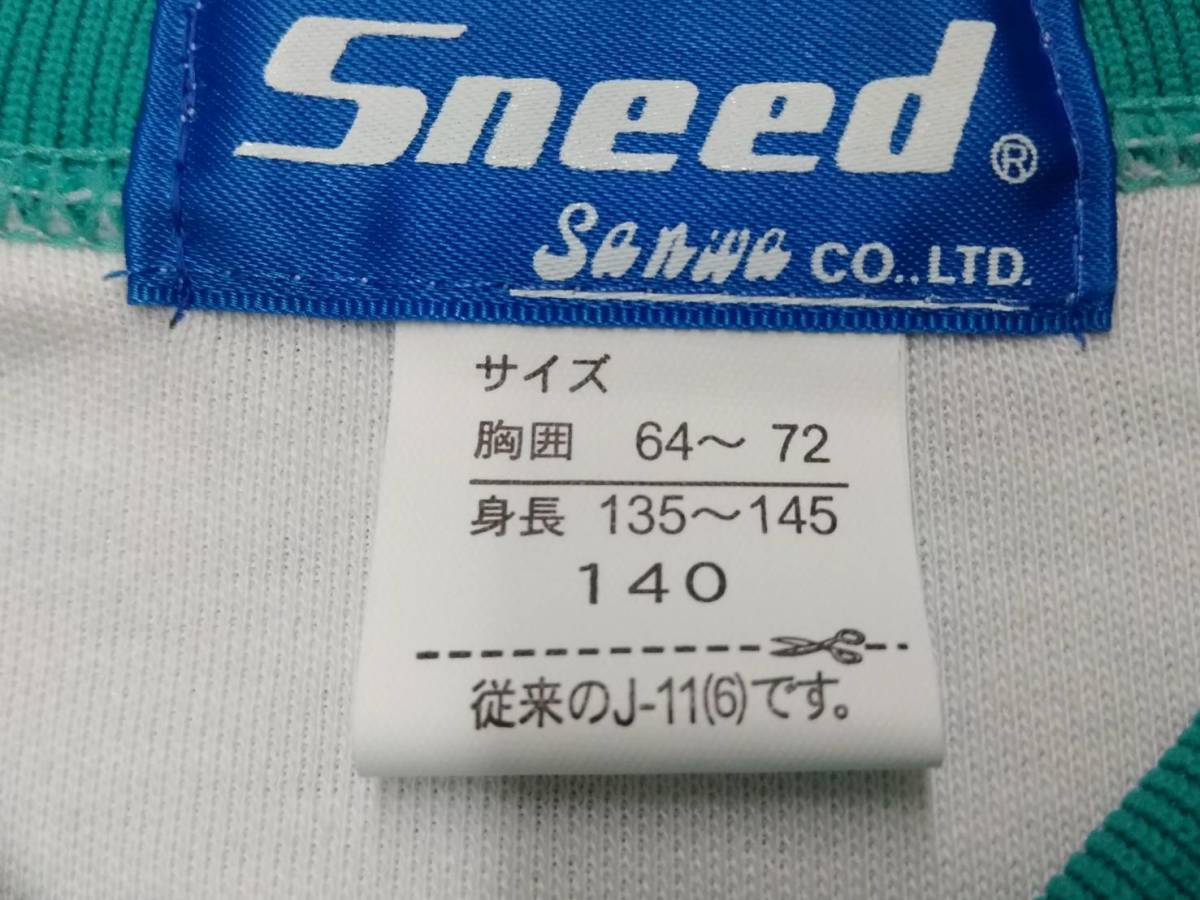 Sneed®
Sanwa CO.,LTD.
サイズ
胸囲 64～72
身長 135～145
140
従来のJ-11(6)です。